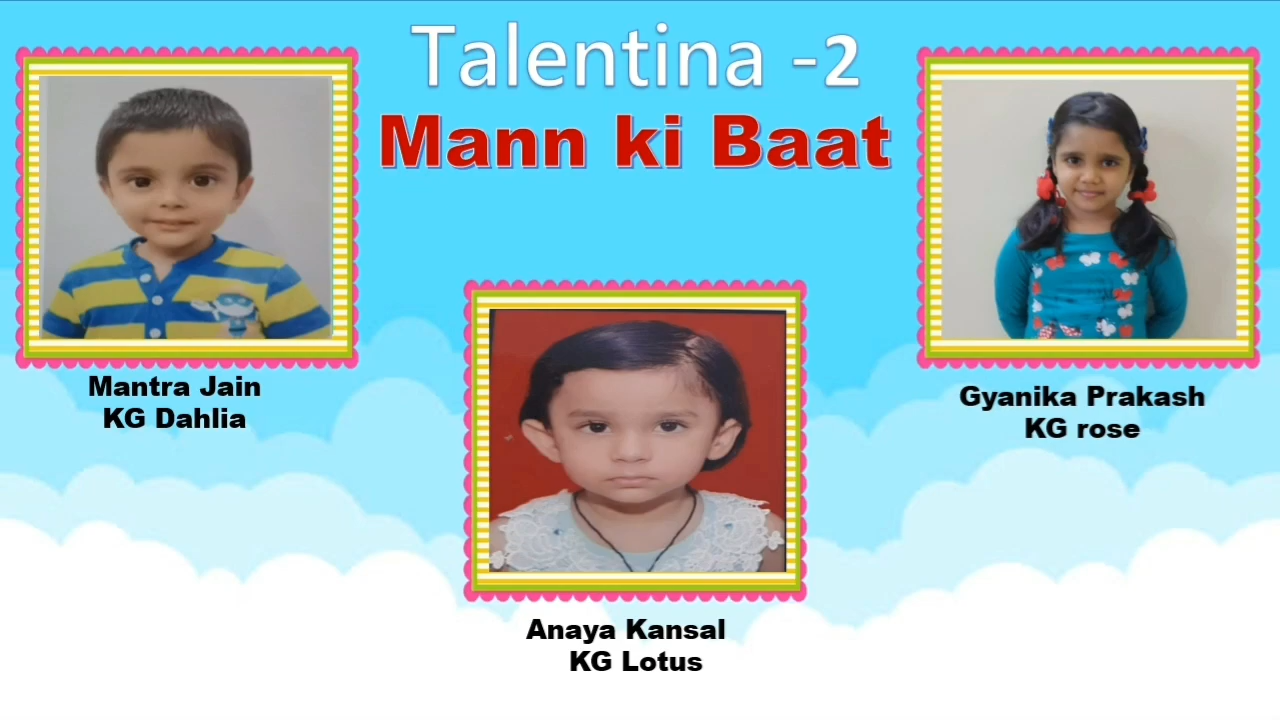 Talentina -2
Mann ki Baat
Mantra Jain
KG Dahlia
Gyanika Prakash
KG rose
Anaya Kansal
KG Lotus